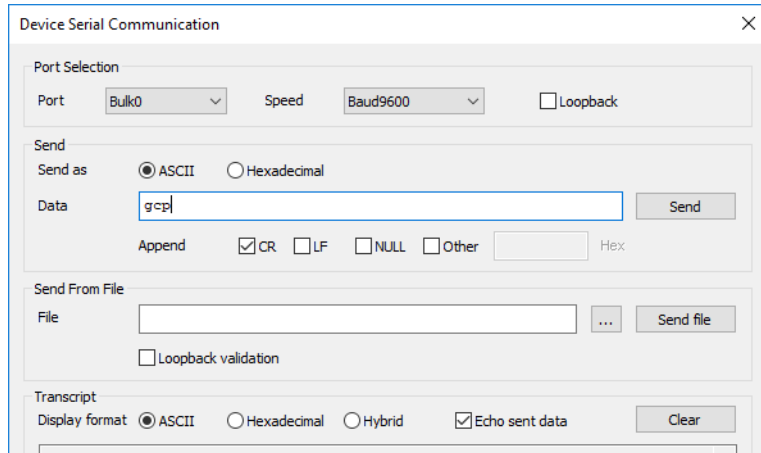 Device Serial Communication
Port Selection
Port Bulk0 Speed Baud9600 Loopback
Send
Send as ASCII Hexadecimal
Data gcp Send
Append CR LF NULL Other Hex
Send From File
File ... Send file
Loopback validation
Transcript
Display format ASCII Hexadecimal Hybrid Echo sent data Clear